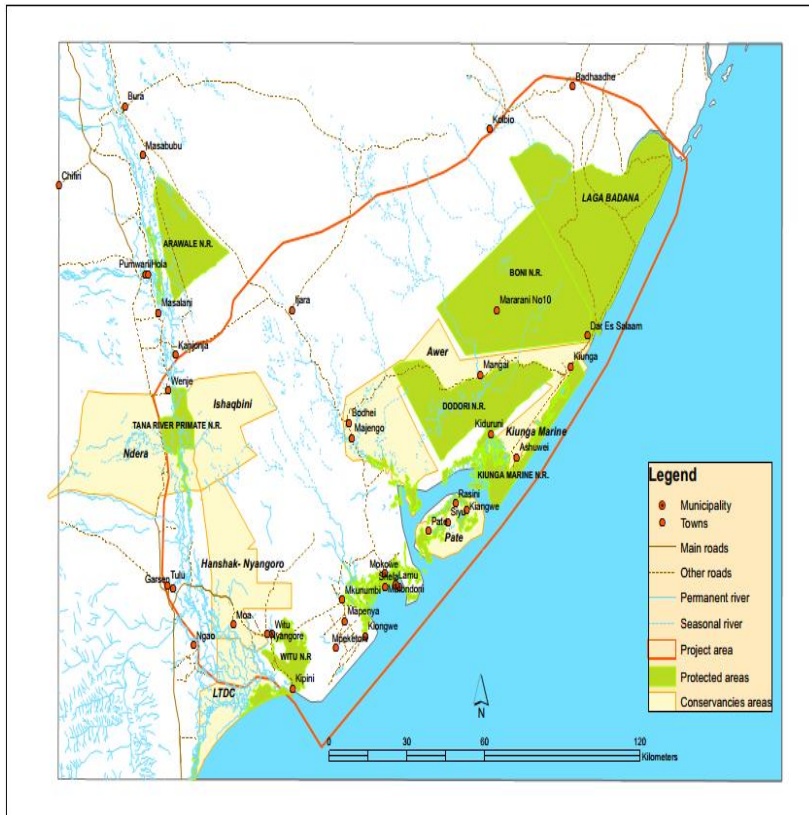 Badhaadhe
Bura
Kolbio
Masabubu
Chifiri
LAGA BADANA
ARAWALE N.R.
BONI N.R.
Hola
Masalani
Ijara
Mararani No10
Dar Es Salaam
Awer
Kiunga
Mangai
Wenje
Ishaqbini
DODORI N.R.
TANA RIVER PRIMATE N.R.
Bodhei
Majengo
Kiduruni
Kiunga Marine
Ndera
Ashuwei
KIUNGA MARINE N.R.
Rasini
Siyu
Kiangwe
Pate
Pate
Hanshak- Nyangoro
Mokowe
Lamu
Garsen
Tulu
Mkunumbi
Mapenya
Moa
Witu
Nyangore
Kiongwe
Mpeketoni
Ngao
WITU N.R
LTDC
Kipini
Legend
Municipality
Towns
Main roads
Other roads
Permanent river
Seasonal river
Project area
Protected areas
Conservancies areas
N
0 30 60 120
Kilometers